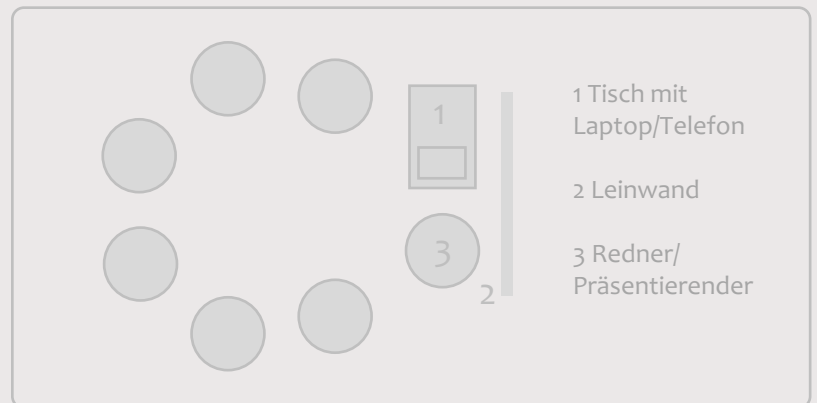 1
3
2
1 Tisch mit
Laptop/Telefon
2 Leinwand
3 Redner/
Präsentierender